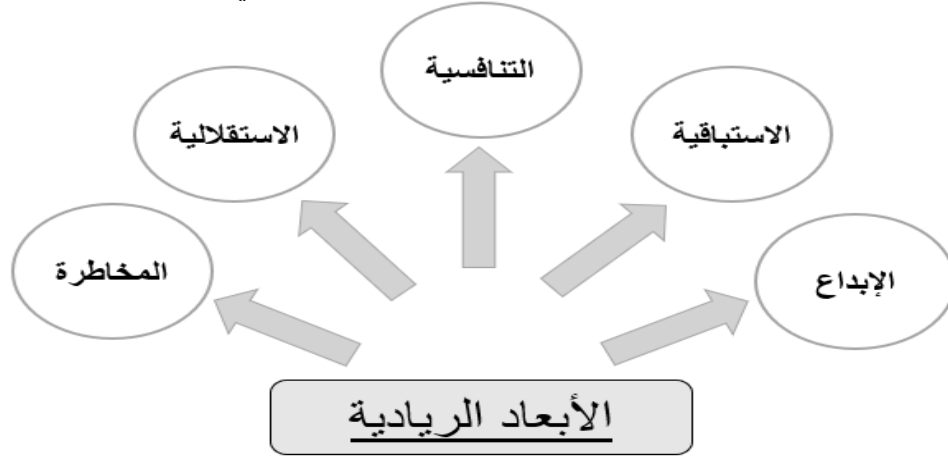 التنافسية
الاستباقية
الاستقلالية
الإبداع
المخاطرة
الأبعاد الريادية